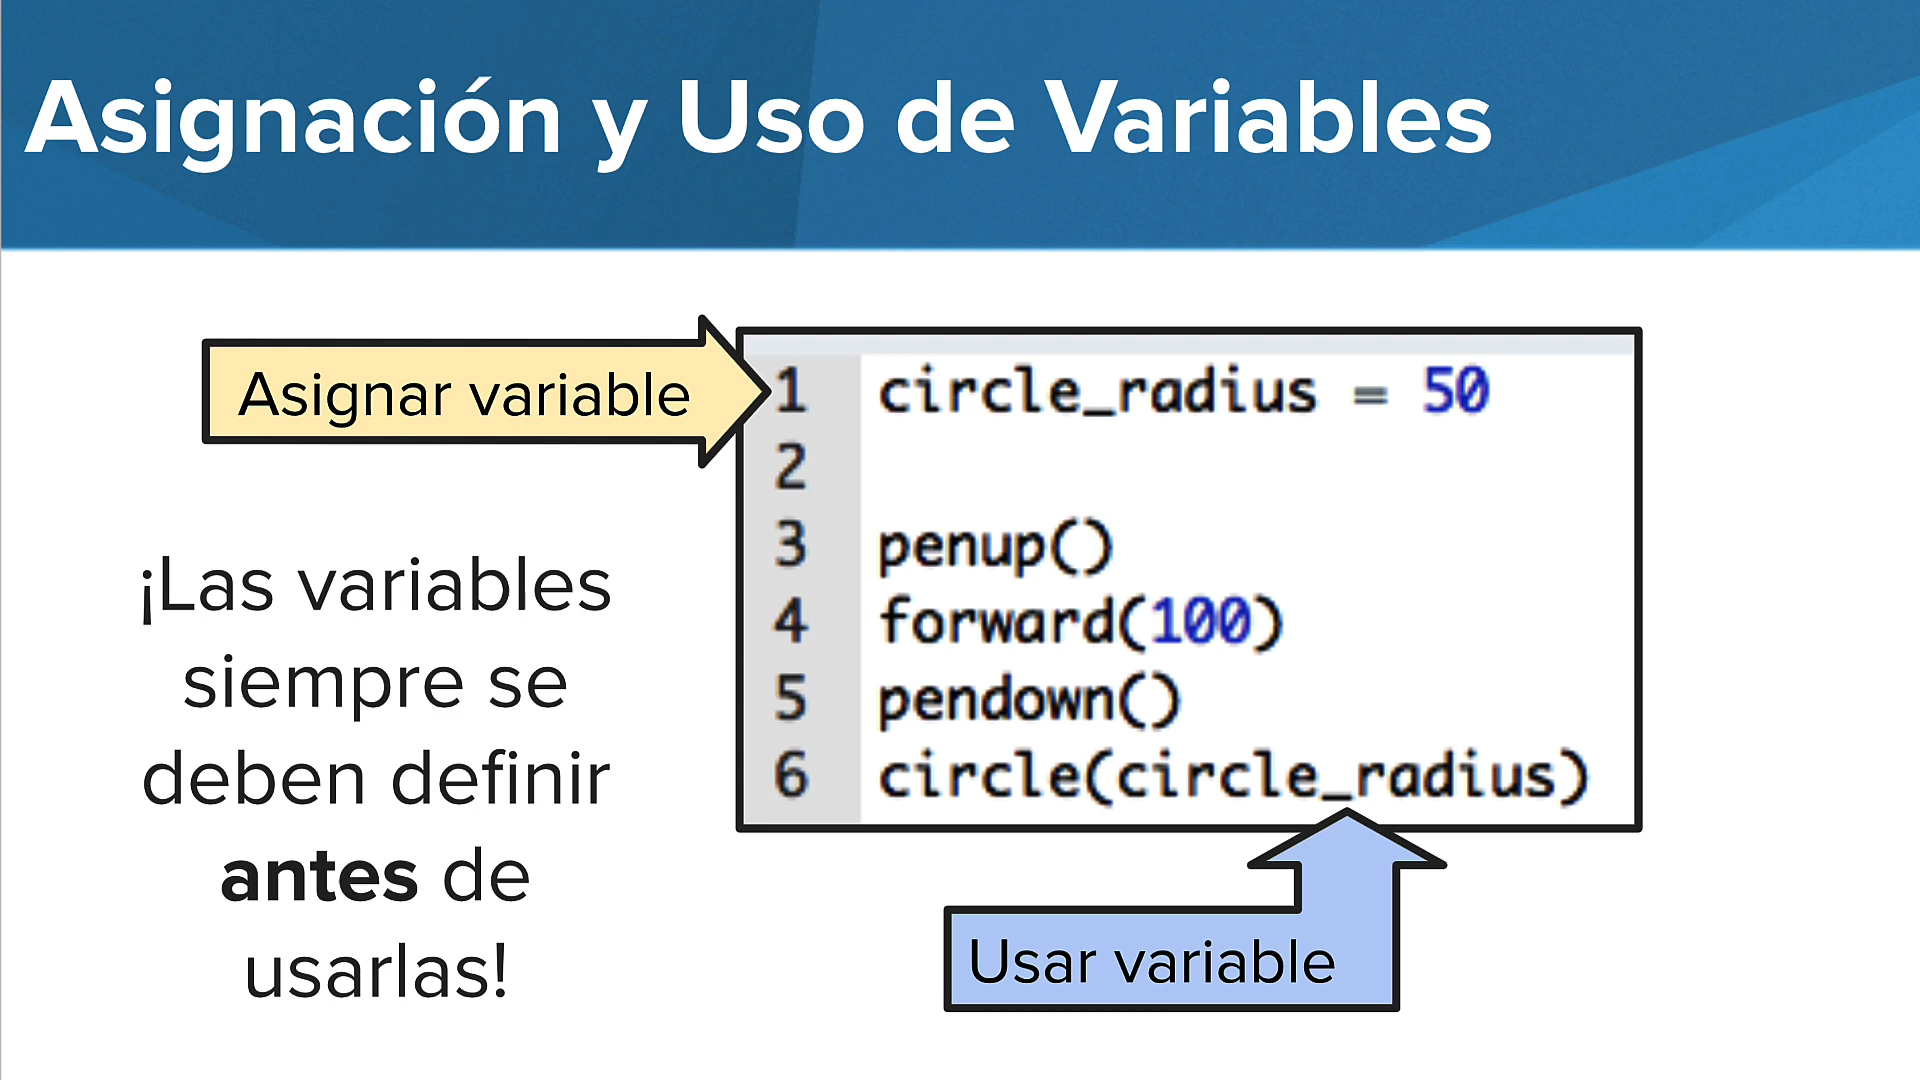 Asignación y Uso de Variables
Asignar variable
1 circle_radius = 50
2
3 penup()
4 forward(100)
5 pendown()
6 circle(circle_radius)
¡Las variables
siempre se
deben definir
antes de
usarlas!
Usar variable